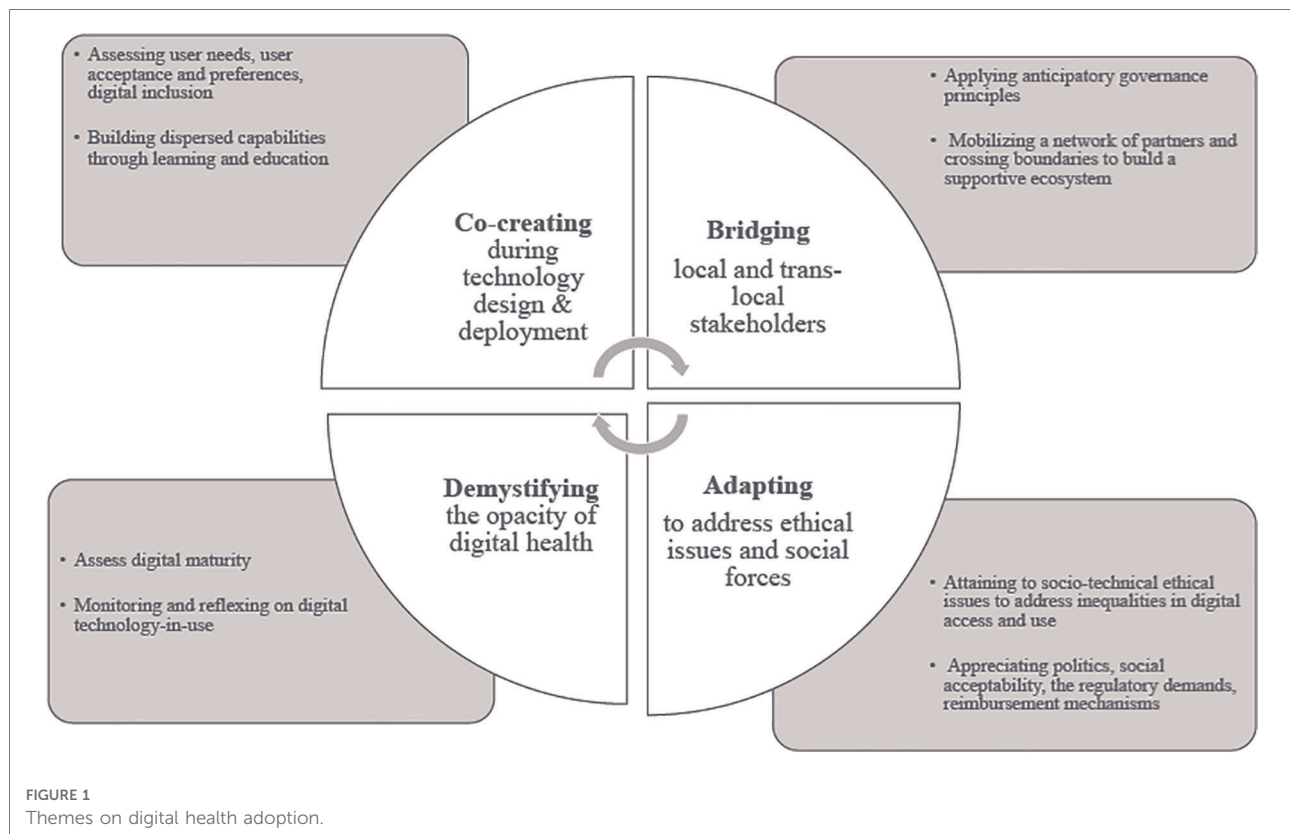 • Assessing user needs, user
acceptance and preferences,
digital inclusion
• Building dispersed capabilities
through learning and education
• Applying anticipatory governance
principles
• Mobilizing a network of partners and
crossing boundaries to build a
supportive ecosystem
Co-creating
during
technology
design &
deployment
Bridging
local and trans-
local
stakeholders
Demystifying
the opacity of
digital health
Adapting
to address ethical
issues and social
forces
• Assess digital maturity
• Monitoring and reflexing on digital
technology-in-use
• Attaining to socio-technical ethical
issues to address inequalities in digital
access and use
• Appreciating politics, social
acceptability, the regulatory demands,
reimbursement mechanisms
FIGURE 1
Themes on digital health adoption.